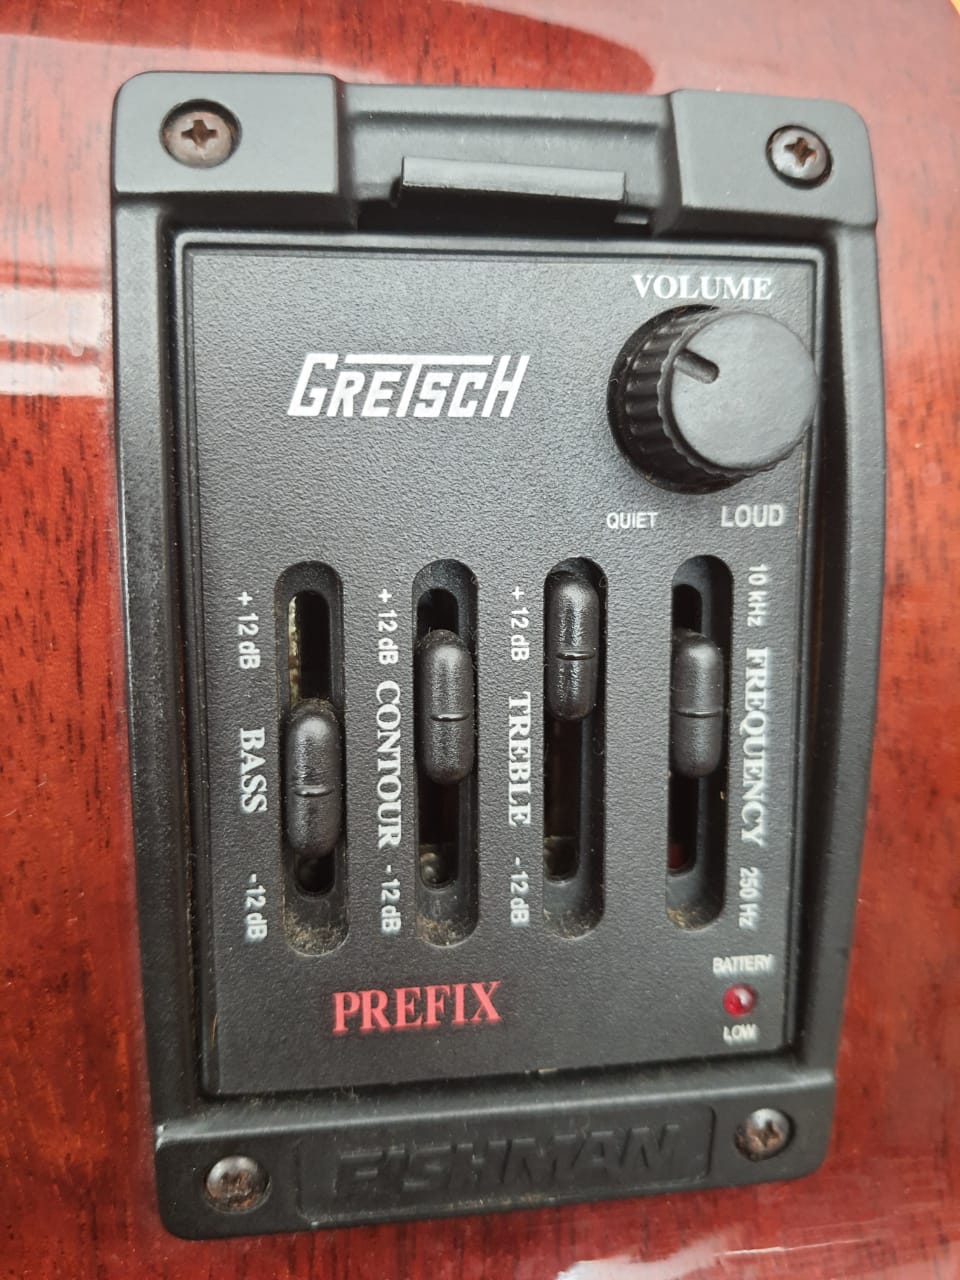 VOLUME
GRETSCH
QUIET
LOUD
+12 dB BASS -12 dB
+12 dB CONTOUR -12 dB
+12 dB TREBLE -12 dB
10 kHz FREQUENCY 250 Hz
BATTERY
LOW
PREFIX
FISHMAN